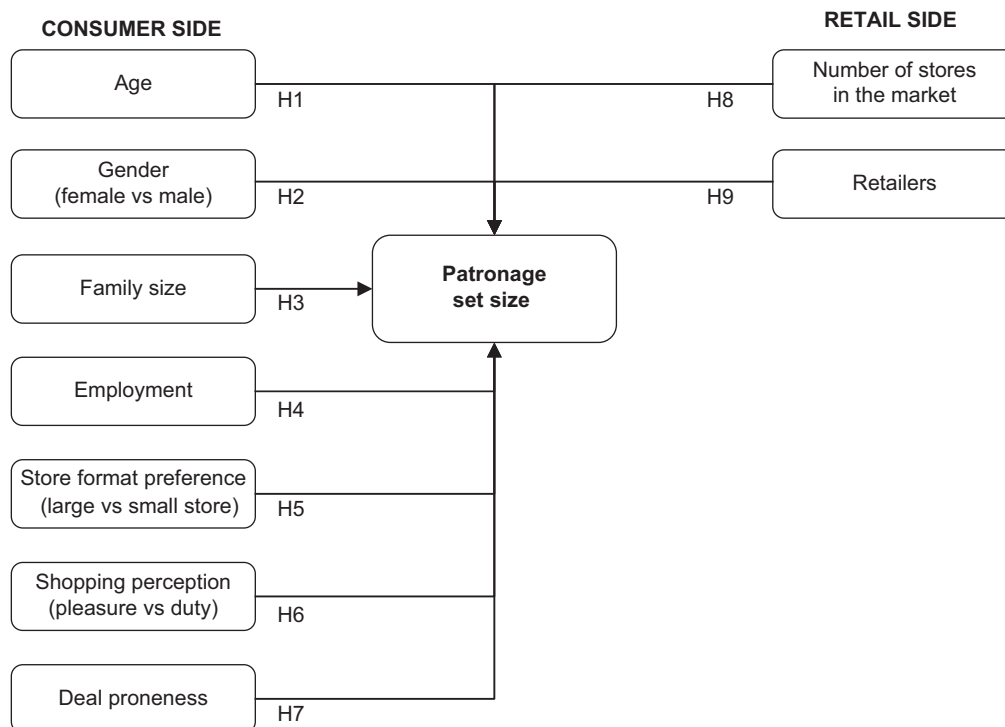 CONSUMER SIDE
RETAIL SIDE
Age
H1
H8
Number of stores
in the market
Gender
(female vs male)
H2
H9
Retailers
Family size
H3
Patronage
set size
Employment
H4
Store format preference
(large vs small store)
H5
Shopping perception
(pleasure vs duty)
H6
Deal proneness
H7